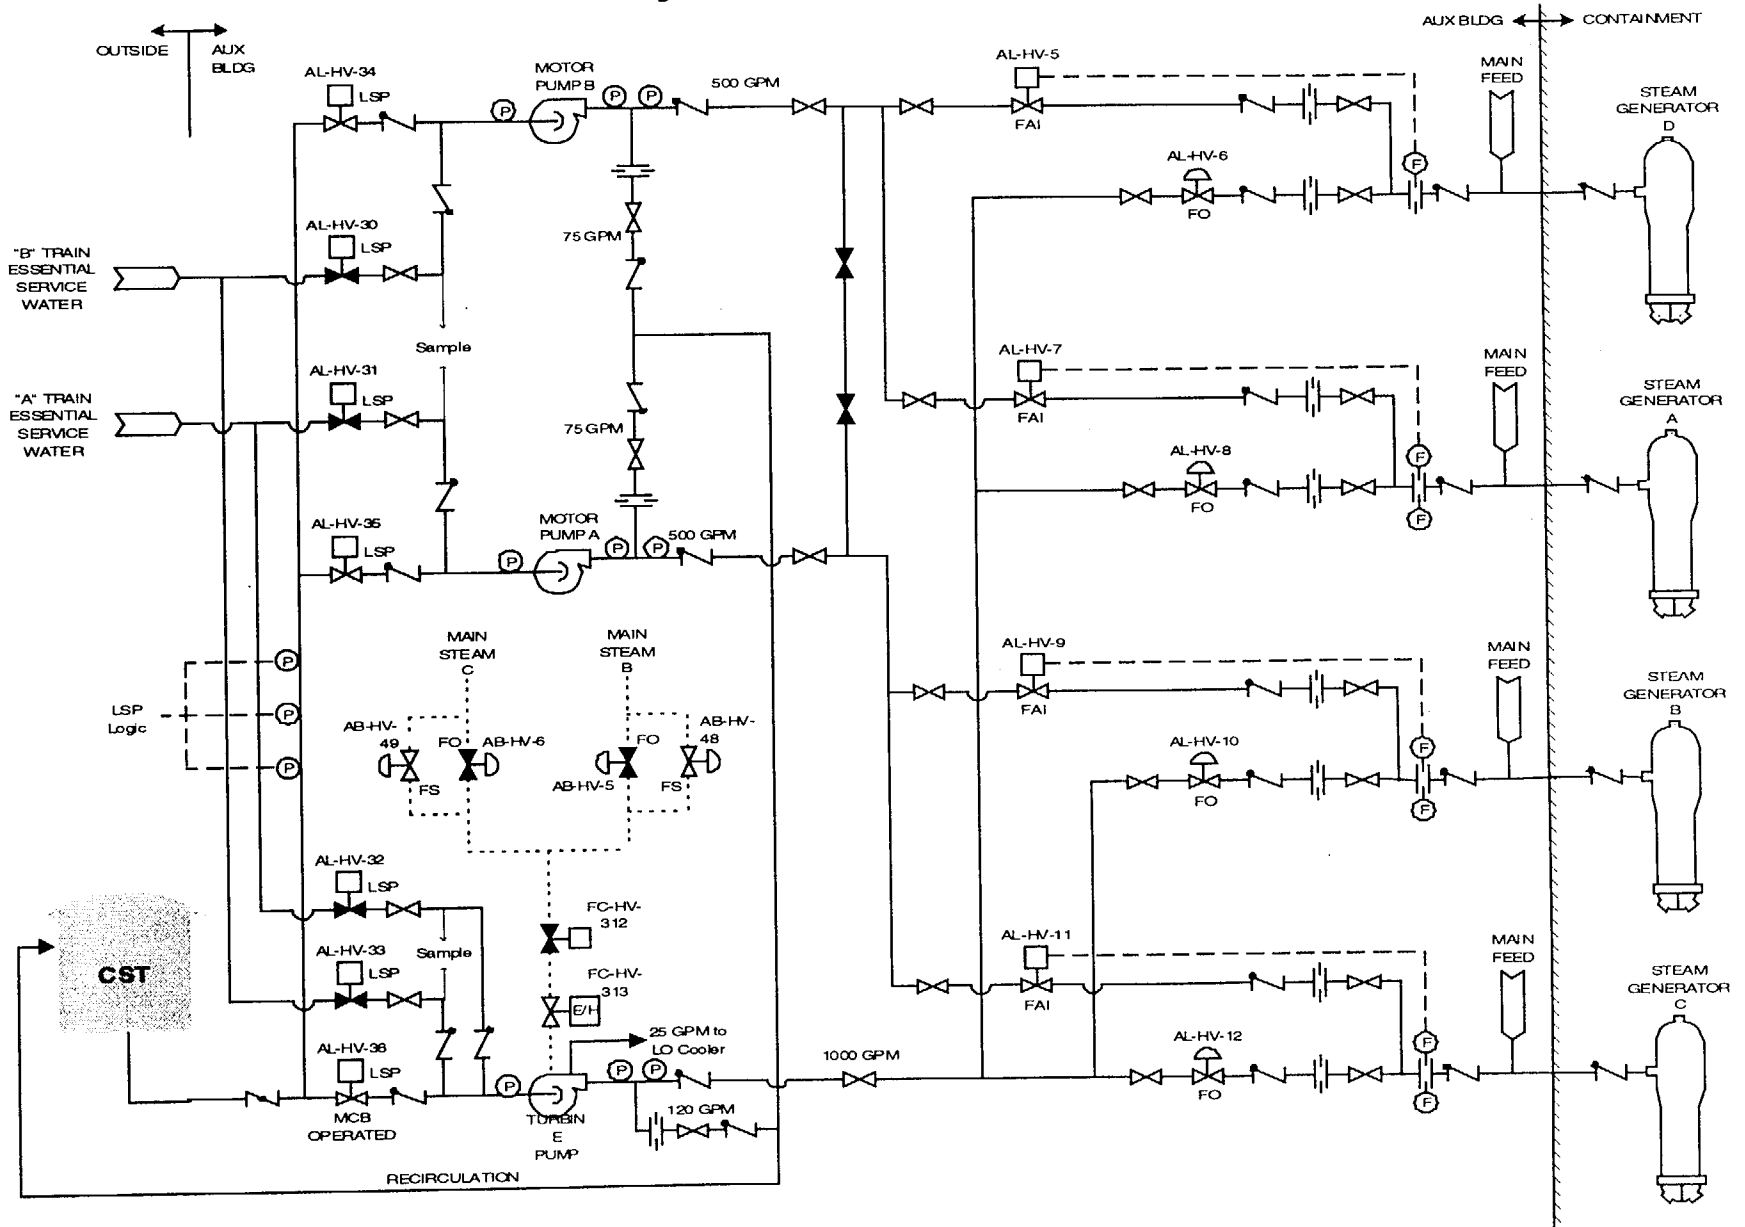 OUTSIDE
AUX
BLDG
AUX BLDG
CONTAINMENT
AL-HV-34
LSP
MOTOR
PUMP B
P
P
P
500 GPM
AL-HV-5
FAI
MAIN
FEED
STEAM
GENERATOR
D
AL-HV-6
FO
F
"B" TRAIN
ESSENTIAL
SERVICE
WATER
AL-HV-30
LSP
75 GPM
Sample
"A" TRAIN
ESSENTIAL
SERVICE
WATER
AL-HV-31
LSP
75 GPM
AL-HV-7
FAI
MAIN
FEED
STEAM
GENERATOR
A
AL-HV-8
FO
F
F
AL-HV-35
LSP
MOTOR
PUMP A
P
P
P
500 GPM
LSP
Logic
P
P
P
MAIN
STEAM
C
MAIN
STEAM
B
AB-HV-
49
FS
FO
AB-HV-6
FO
AB-HV-5
AB-HV-
48
FS
AL-HV-9
FAI
MAIN
FEED
STEAM
GENERATOR
B
AL-HV-10
FO
F
F
CST
AL-HV-32
LSP
Sample
AL-HV-33
LSP
AL-HV-36
LSP
MCB
OPERATED
FC-HV-
312
FC-HV-
313
E/H
25 GPM to
LO Cooler
P
P
P
TURBIN
E
PUMP
120 GPM
1000 GPM
AL-HV-11
FAI
MAIN
FEED
STEAM
GENERATOR
C
AL-HV-12
FO
F
F
RECIRCULATION